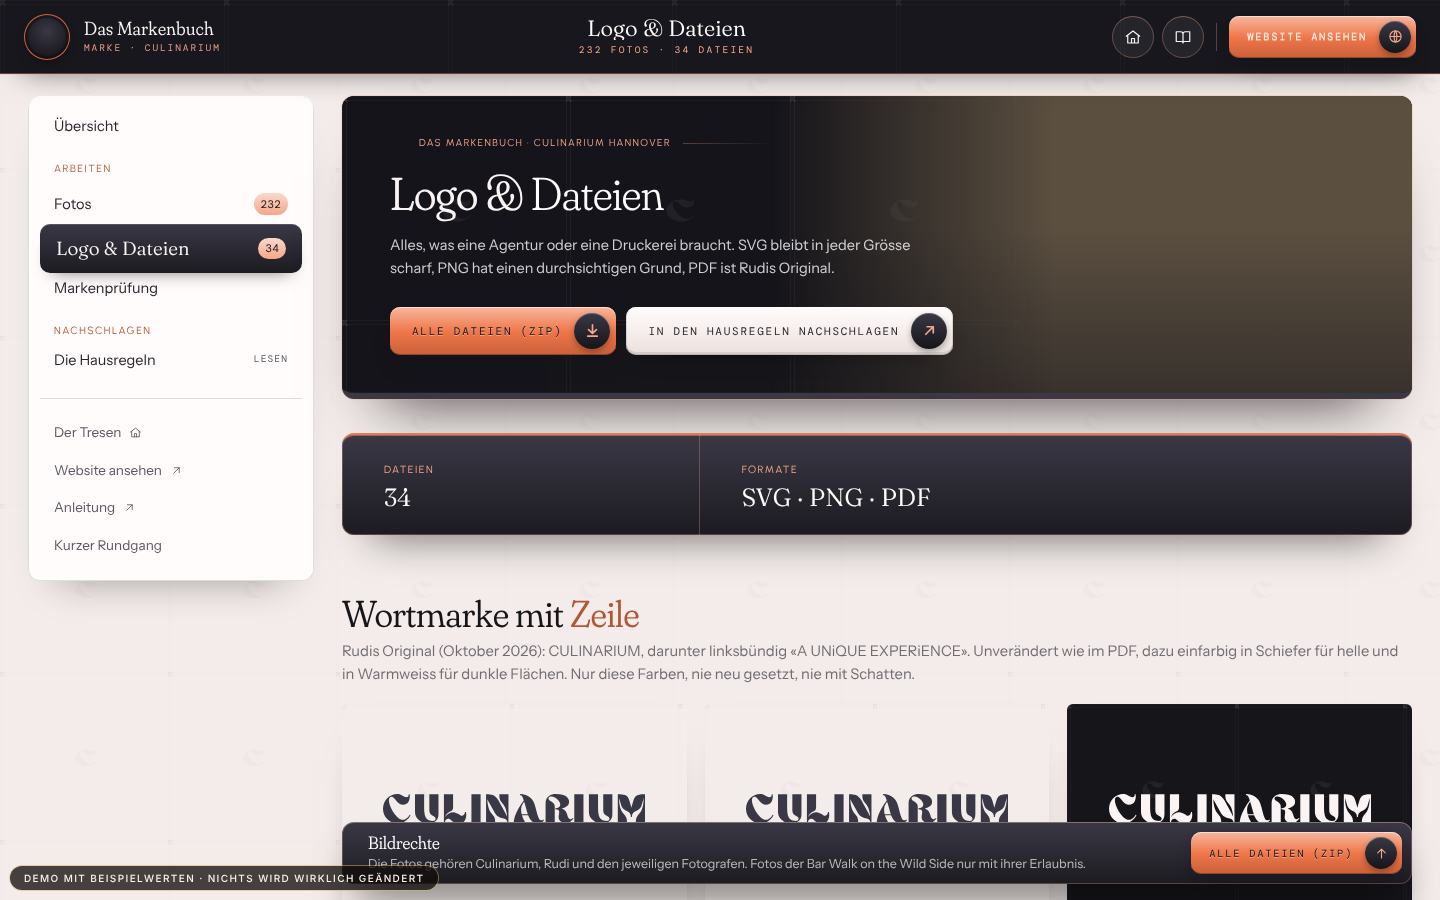 Das Markenbuch
MARKE · CULINARIUM
Logo & Dateien
232 FOTOS · 34 DATEIEN
WEBSITE ANSEHEN
Übersicht
ARBEITEN
Fotos 232
Logo & Dateien 34
Markenprüfung
NACHSCHLAGEN
Die Hausregeln LESEN
Der Tresen
Website ansehen
Anleitung
Kurzer Rundgang
DAS MARKENBUCH · CULINARIUM HANNOVER
Logo & Dateien
Alles, was eine Agentur oder eine Druckerei braucht. SVG bleibt in jeder Grösse
scharf, PNG hat einen durchsichtigen Grund, PDF ist Rudis Original.
ALLE DATEIEN (ZIP)
IN DEN HAUSREGELN NACHSCHLAGEN
DATEIEN
34
FORMATE
SVG · PNG · PDF
Wortmarke mit Zeile
Rudis Original (Oktober 2026): CULINARIUM, darunter linksbündig «A UNiQUE EXPERiENCE». Unverändert wie im PDF, dazu einfarbig in Schiefer für helle und
in Warmweiss für dunkle Flächen. Nur diese Farben, nie neu gesetzt, nie mit Schatten.
CULINARIUM CULINARIUM CULINARIUM
Bildrechte
Die Fotos gehören Culinarium, Rudi und den jeweiligen Fotografen. Fotos der Bar Walk on the Wild Side nur mit ihrer Erlaubnis.
ALLE DATEIEN (ZIP)
DEMO MIT BEISPIELWERTEN · NICHTS WIRD WIRKLICH GEÄNDERT